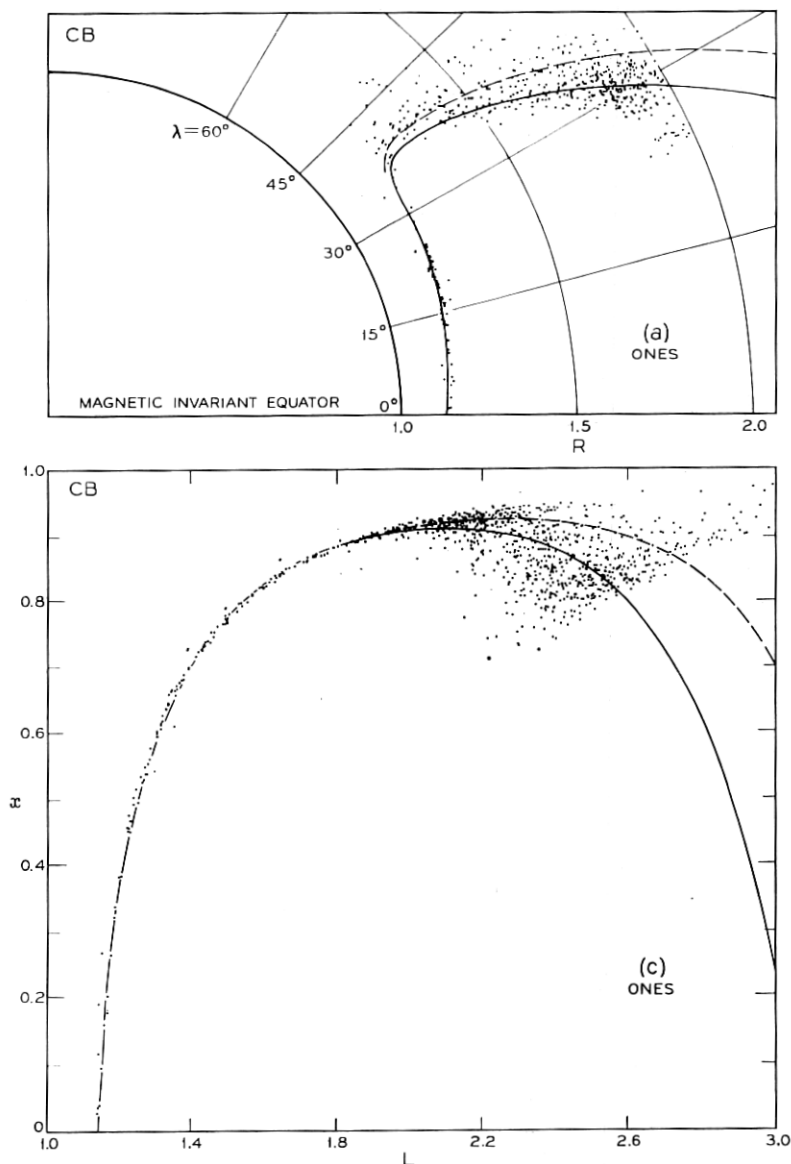 CB
λ=60°
45°
30°
15°
0°
(a)
ONES
MAGNETIC INVARIANT EQUATOR
1.0
1.5
2.0
R
1.0
CB
0.8
0.6
x
0.4
(c)
ONES
0.2
0
1.0
1.4
1.8
2.2
2.6
3.0
L